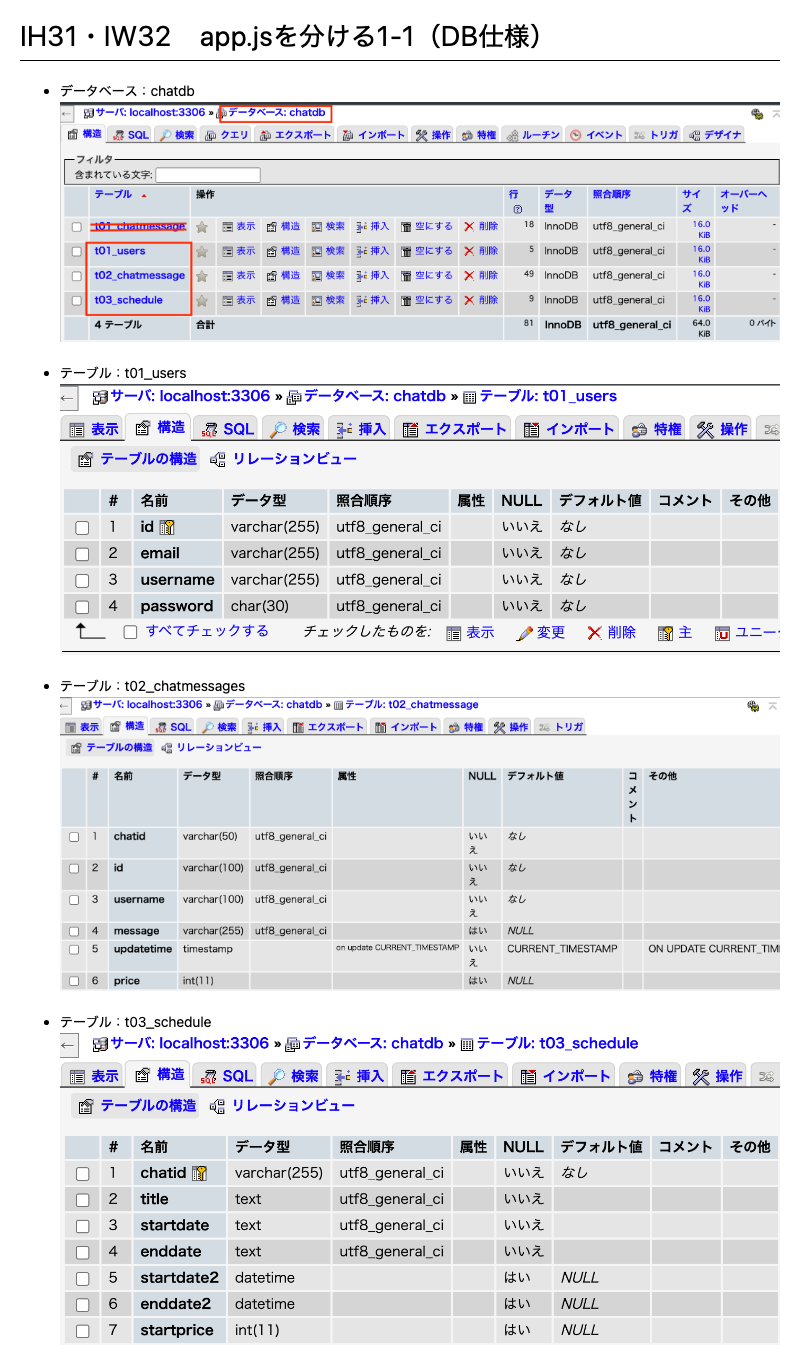 IH31・IW32　app.jsを分ける1-1（DB仕様）
• データベース：chatdb
← サーバ: localhost:3306 » データベース: chatdb
構造 SQL 検索 クエリ エクスポート インポート 操作 特権 ルーチン イベント トリガ デザイナ
フィルタ
含まれている文字:
テーブル 操作 行 データ型 照合順序 サイズ オーバーヘッド
t01_chatmessage 表示 構造 検索 挿入 空にする 削除 18 InnoDB utf8_general_ci 16.0 KiB -
t01_users 表示 構造 検索 挿入 空にする 削除 5 InnoDB utf8_general_ci 16.0 KiB -
t02_chatmessage 表示 構造 検索 挿入 空にする 削除 49 InnoDB utf8_general_ci 16.0 KiB -
t03_schedule 表示 構造 検索 挿入 空にする 削除 9 InnoDB utf8_general_ci 16.0 KiB -
4 テーブル 合計 81 InnoDB utf8_general_ci 64.0 KiB 0 バイト
• テーブル：t01_users
← サーバ: localhost:3306 » データベース: chatdb » テーブル: t01_users
表示 構造 SQL 検索 挿入 エクスポート インポート 特権 操作
テーブルの構造 リレーションビュー
# 名前 データ型 照合順序 属性 NULL デフォルト値 コメント その他
1 id varchar(255) utf8_general_ci いいえ なし
2 email varchar(255) utf8_general_ci いいえ なし
3 username varchar(255) utf8_general_ci いいえ なし
4 password char(30) utf8_general_ci いいえ なし
すべてチェックする チェックしたものを: 表示 変更 削除 主 ユニー
• テーブル：t02_chatmessages
← サーバ: localhost:3306 » データベース: chatdb » テーブル: t02_chatmessage
表示 構造 SQL 検索 挿入 エクスポート インポート 特権 操作 トリガ
テーブルの構造 リレーションビュー
# 名前 データ型 照合順序 属性 NULL デフォルト値 コメント その他
1 chatid varchar(50) utf8_general_ci いいえ なし
2 id varchar(100) utf8_general_ci いいえ なし
3 username varchar(100) utf8_general_ci いいえ なし
4 message varchar(255) utf8_general_ci はい NULL
5 updatetime timestamp on update CURRENT_TIMESTAMP いいえ CURRENT_TIMESTAMP ON UPDATE CURRENT_TIM
6 price int(11) はい NULL
• テーブル：t03_schedule
← サーバ: localhost:3306 » データベース: chatdb » テーブル: t03_schedule
表示 構造 SQL 検索 挿入 エクスポート インポート 特権 操作
テーブルの構造 リレーションビュー
# 名前 データ型 照合順序 属性 NULL デフォルト値 コメント その他
1 chatid varchar(255) utf8_general_ci いいえ なし
2 title text utf8_general_ci いいえ
3 startdate text utf8_general_ci いいえ
4 enddate text utf8_general_ci いいえ
5 startdate2 datetime はい NULL
6 enddate2 datetime はい NULL
7 startprice int(11) はい NULL